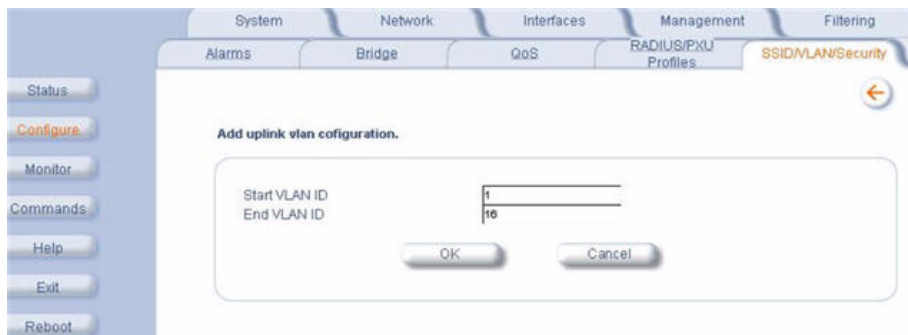 System Network Interfaces Management Filtering
Alarms Bridge QoS RADIUS/PXU Profiles SSID/VLAN/Security
Status
Configure
Monitor
Commands
Help
Exit
Reboot
Add uplink vlan cofiguration.
Start VLAN ID 1
End VLAN ID 16
OK Cancel